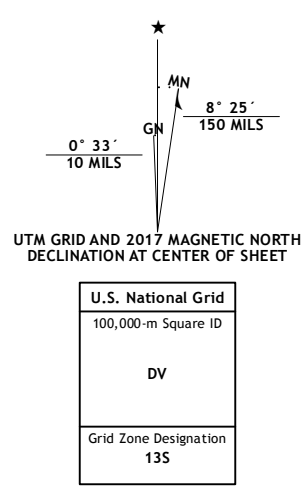 MN
8° 25´
150 MILS
GN
0° 33´
10 MILS
UTM GRID AND 2017 MAGNETIC NORTH
DECLINATION AT CENTER OF SHEET
U.S. National Grid
100,000-m Square ID
DV
Grid Zone Designation
13S